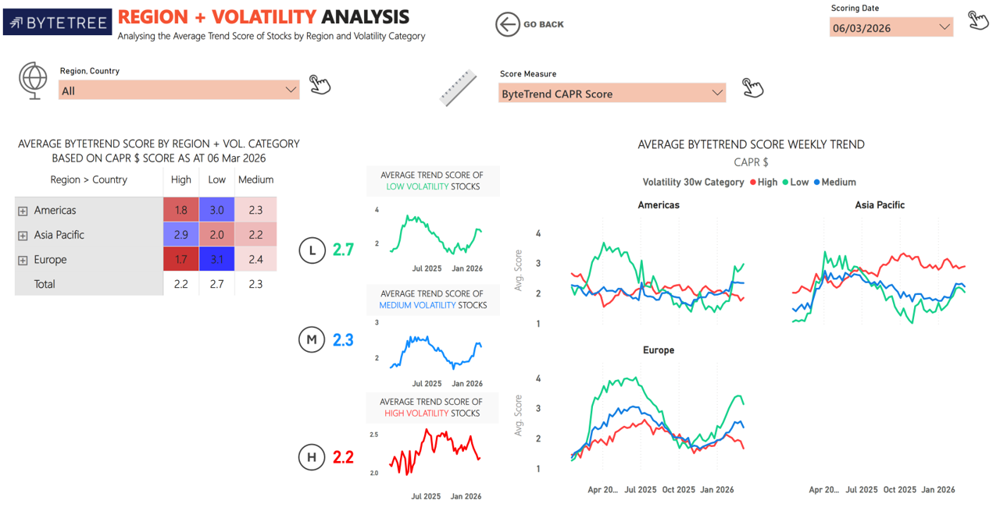 BYTETREE
REGION + VOLATILITY ANALYSIS
Analysing the Average Trend Score of Stocks by Region and Volatility Category
GO BACK
Scoring Date
06/03/2026
Region, Country
All
Score Measure
ByteTrend CAPR Score
AVERAGE BYTETREND SCORE BY REGION + VOL. CATEGORY
BASED ON CAPR $ SCORE AS AT 06 Mar 2026
Region > Country High Low Medium
Americas 1.8 3.0 2.3
Asia Pacific 2.9 2.0 2.2
Europe 1.7 3.1 2.4
Total 2.2 2.7 2.3
L 2.7
AVERAGE TREND SCORE OF
LOW VOLATILITY STOCKS
4
2
Jul 2025 Jan 2026
M 2.3
AVERAGE TREND SCORE OF
MEDIUM VOLATILITY STOCKS
3
2
Jul 2025 Jan 2026
H 2.2
AVERAGE TREND SCORE OF
HIGH VOLATILITY STOCKS
2.5
2.0
Jul 2025 Jan 2026
AVERAGE BYTETREND SCORE WEEKLY TREND
CAPR $
Volatility 30w Category High Low Medium
Americas
Asia Pacific
Avg. Score
4
3
2
1
Europe
Avg. Score
4
3
2
1
Apr 20... Jul 2025 Oct 2025 Jan 2026
Apr 20... Jul 2025 Oct 2025 Jan 2026